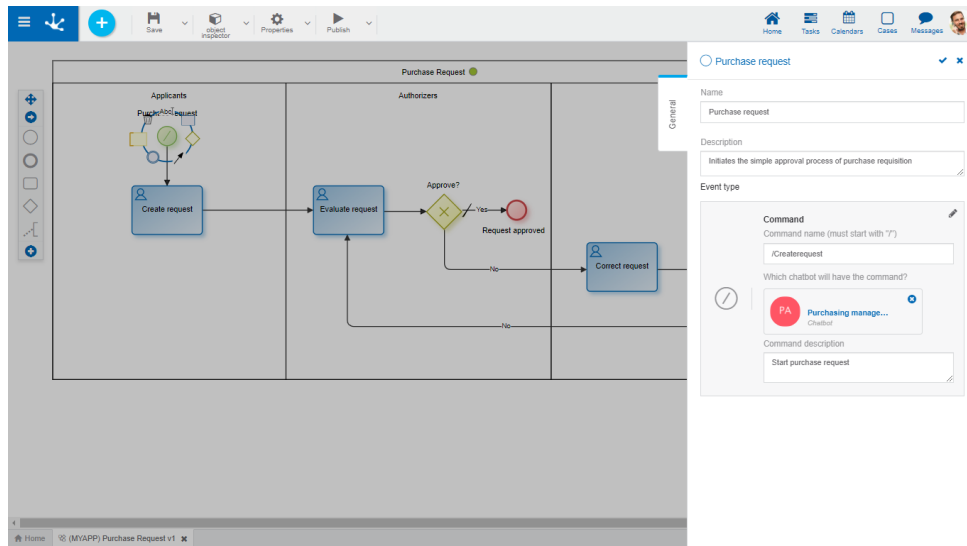 Save
object
inspector
Properties
Publish
Home
Tasks
Calendars
Cases
Messages
Purchase Request
Applicants
Authorizers
Abc
Create request
Evaluate request
Approve?
Yes
Request approved
No
Correct request
No
General
Purchase request
Name
Purchase request
Description
Initiates the simple approval process of purchase requisition
Event type
Command
Command name (must start with "/")
/Createrequest
Which chatbot will have the command?
PA
Purchasing manage...
Chatbot
Command description
Start purchase request
Home
(MYAPP) Purchase Request v1